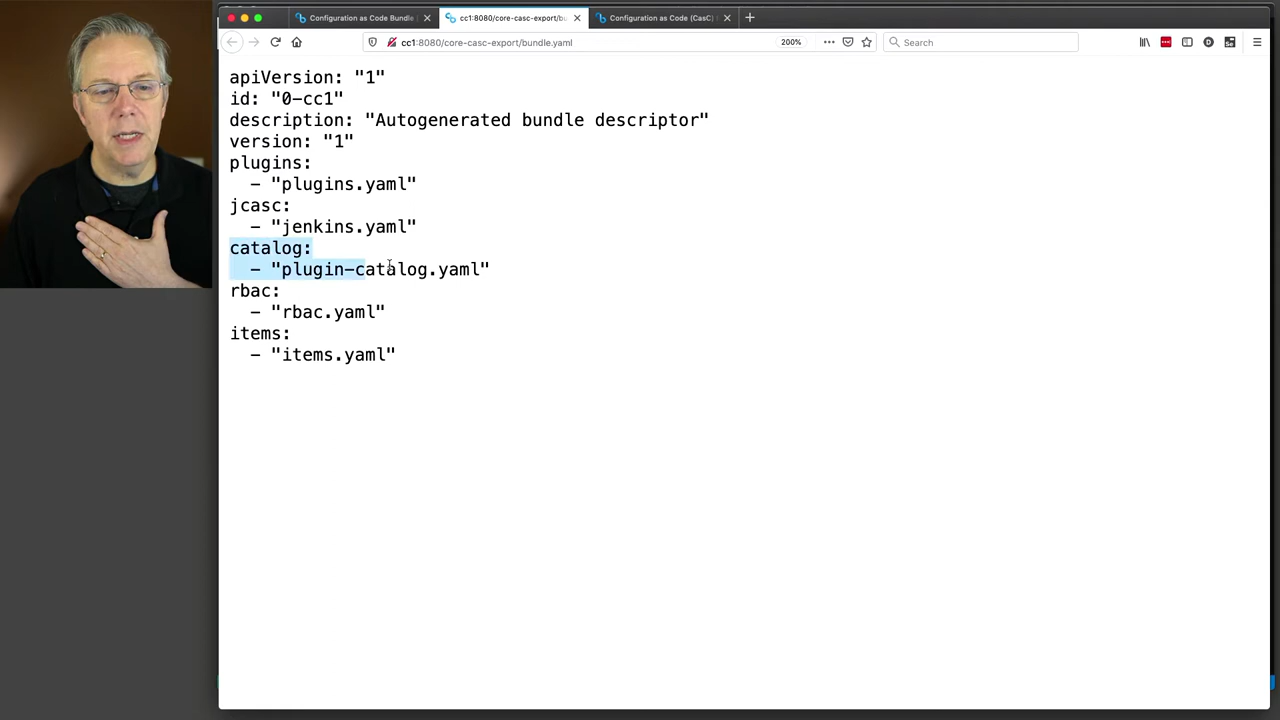 Configuration as Code Bundle
cc1:8080/core-casc-export/bu
Configuration as Code (CasC)
cc1:8080/core-casc-export/bundle.yaml
200%
Search
apiVersion: "1"
id: "0-cc1"
description: "Autogenerated bundle descriptor"
version: "1"
plugins:
- "plugins.yaml"
jcasc:
- "jenkins.yaml"
catalog:
- "plugin-catalog.yaml"
rbac:
- "rbac.yaml"
items:
- "items.yaml"